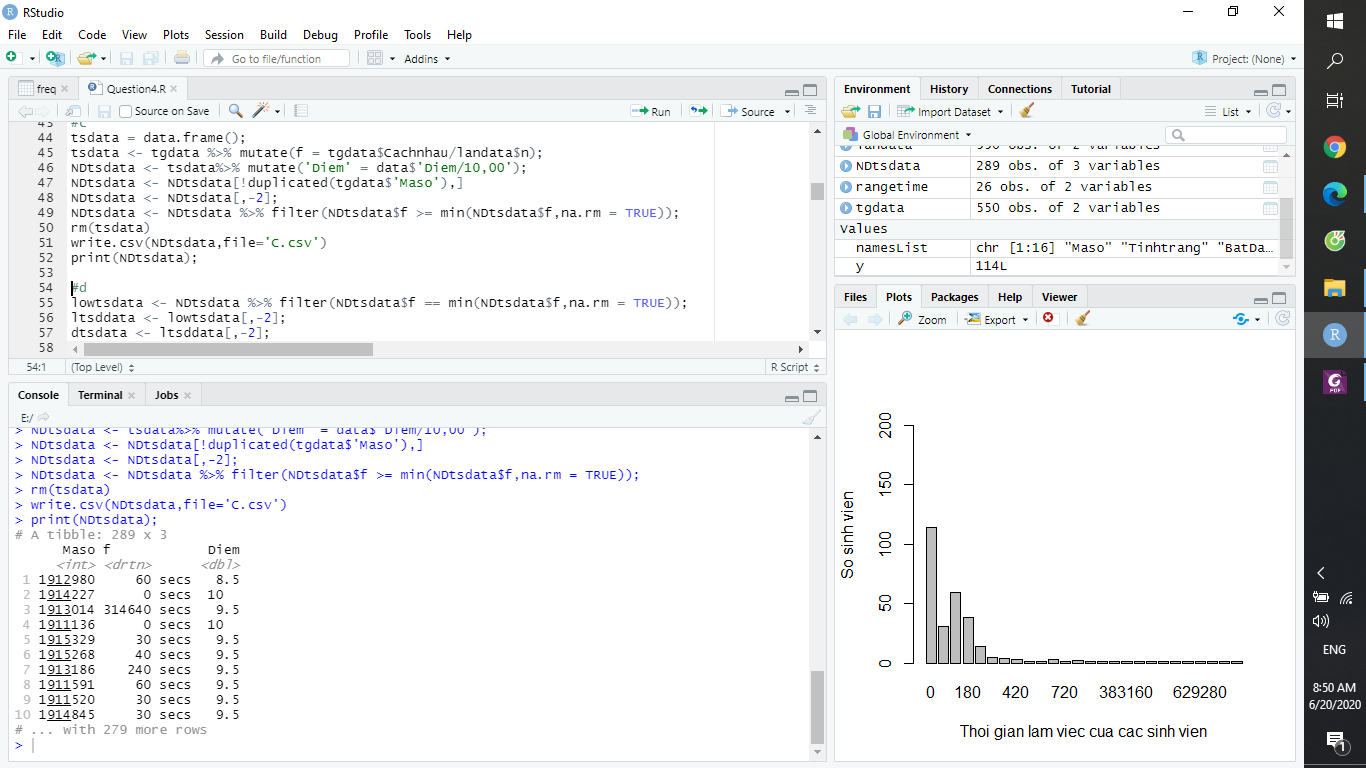 RStudio
File Edit Code View Plots Session Build Debug Profile Tools Help
Go to file/function Addins Project: (None)
freq Question4.R
Source on Save Run Source
43 #c
44 tsdata = data.frame();
45 tsdata <- tgdata %>% mutate(f = tgdata$Cachnhau/landata$n);
46 NDtsdata <- tsdata%>% mutate('Diem' = data$'Diem/10,00');
47 NDtsdata <- NDtsdata[!duplicated(tgdata$'Maso'),]
48 NDtsdata <- NDtsdata[,-2];
49 NDtsdata <- NDtsdata %>% filter(NDtsdata$f >= min(NDtsdata$f,na.rm = TRUE));
50 rm(tsdata)
51 write.csv(NDtsdata,file='C.csv')
52 print(NDtsdata);
53
54 #d
55 lowtsdata <- NDtsdata %>% filter(NDtsdata$f == min(NDtsdata$f,na.rm = TRUE));
56 ltsddata <- lowtsdata[,-2];
57 dtsdata <- ltsddata[,-2];
58
54:1 (Top Level) R Script
Console Terminal Jobs
E:/
> NDtsdata <- tsdata%>% mutate('Diem' = data$'Diem/10,00');
> NDtsdata <- NDtsdata[!duplicated(tgdata$'Maso'),]
> NDtsdata <- NDtsdata[,-2];
> NDtsdata <- NDtsdata %>% filter(NDtsdata$f >= min(NDtsdata$f,na.rm = TRUE));
> rm(tsdata)
> write.csv(NDtsdata,file='C.csv')
> print(NDtsdata);
# A tibble: 289 x 3
Maso f Diem
<int> <drtn> <dbl>
1 1912980 60 secs 8.5
2 1914227 0 secs 10
3 1913014 314640 secs 9.5
4 1911136 0 secs 10
5 1915329 30 secs 9.5
6 1915268 40 secs 9.5
7 1913186 240 secs 9.5
8 1911591 60 secs 9.5
9 1911520 30 secs 9.5
10 1914845 30 secs 9.5
# ... with 279 more rows
>
Environment History Connections Tutorial
Import Dataset List
Global Environment
landata 550 obs. of 2 variables
NDtsdata 289 obs. of 3 variables
rangetime 26 obs. of 2 variables
tgdata 550 obs. of 2 variables
Values
namesList chr [1:16] "Maso" "Tinhtrang" "BatDa…
y 114L
Files Plots Packages Help Viewer
Zoom Export
So sinh vien
200
150
100
50
0
0 180 420 720 383160 629280
Thoi gian lam viec cua cac sinh vien
R
PDF
ENG
8:50 AM
6/20/2020
1